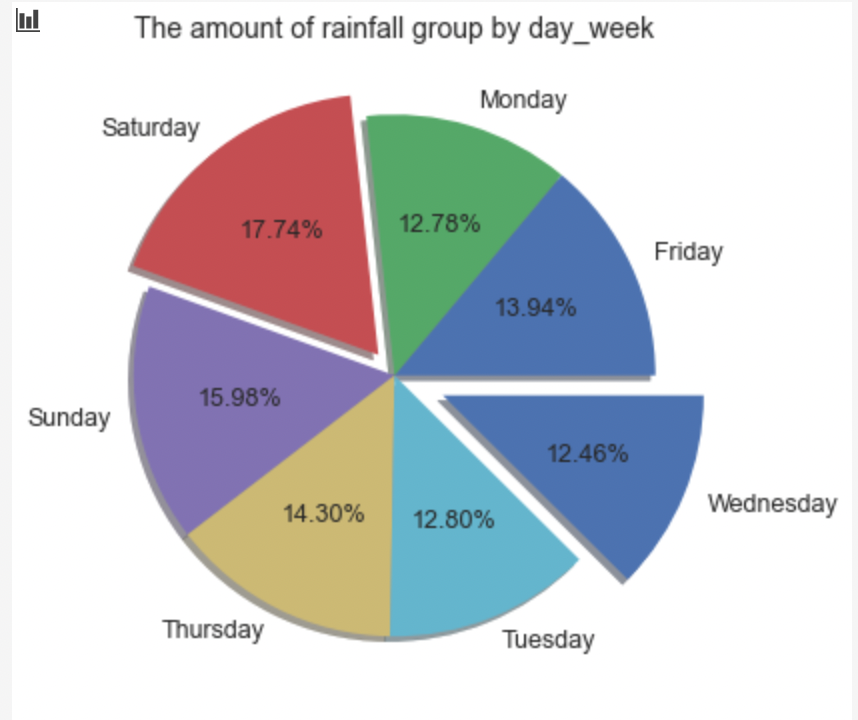 The amount of rainfall group by day_week
Monday
Saturday
17.74%
12.78%
Friday
13.94%
15.98%
Sunday
12.46%
Wednesday
14.30%
12.80%
Thursday
Tuesday